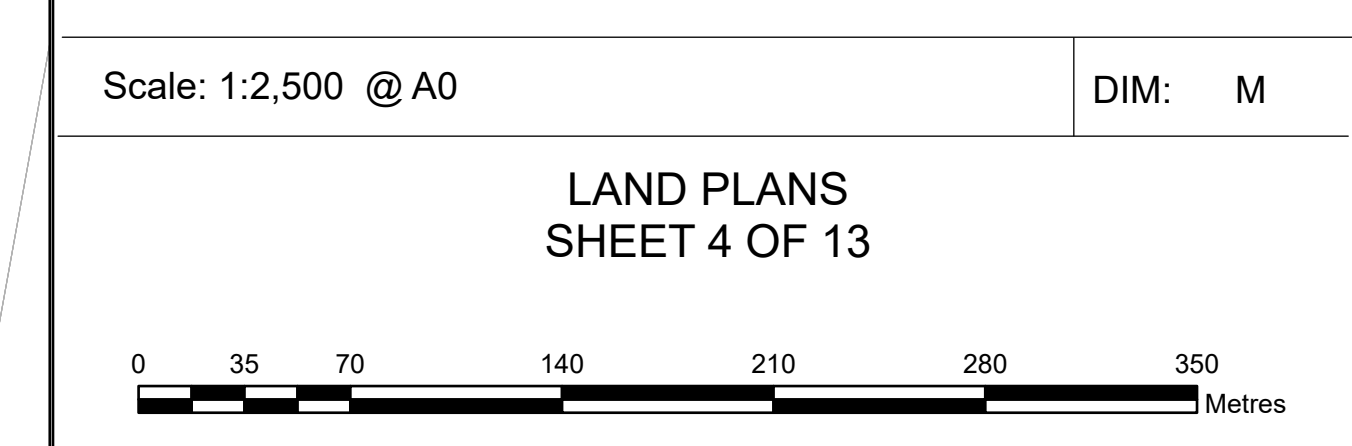 Scale: 1:2,500 @ A0 DIM: M
LAND PLANS
SHEET 4 OF 13
0 35 70 140 210 280 350
Metres